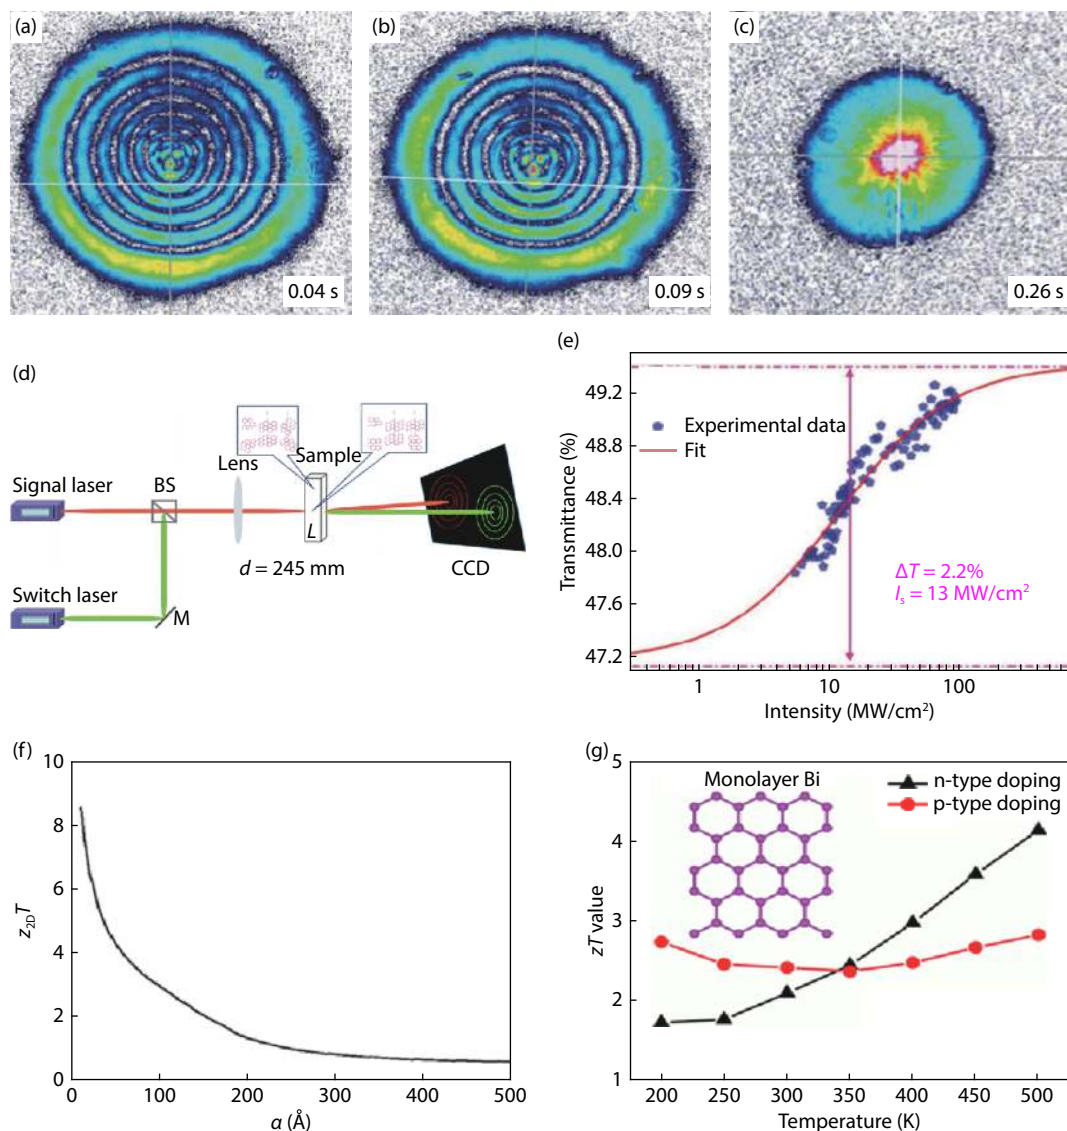 (a)
0.04 s
(b)
0.09 s
(c)
0.26 s
(d)
Signal laser
BS
Lens
Sample
L
d = 245 mm
CCD
Switch laser
M
(e)
Transmittance (%)
49.2
48.8
48.4
48.0
47.6
47.2
Experimental data
Fit
ΔT = 2.2%
Is = 13 MW/cm²
1 10 100
Intensity (MW/cm²)
(f)
z2DT
10
8
6
4
2
0
0 100 200 300 400 500
a (Å)
(g)
zT value
5
4
3
2
1
Monolayer Bi
n-type doping
p-type doping
200 250 300 350 400 450 500
Temperature (K)